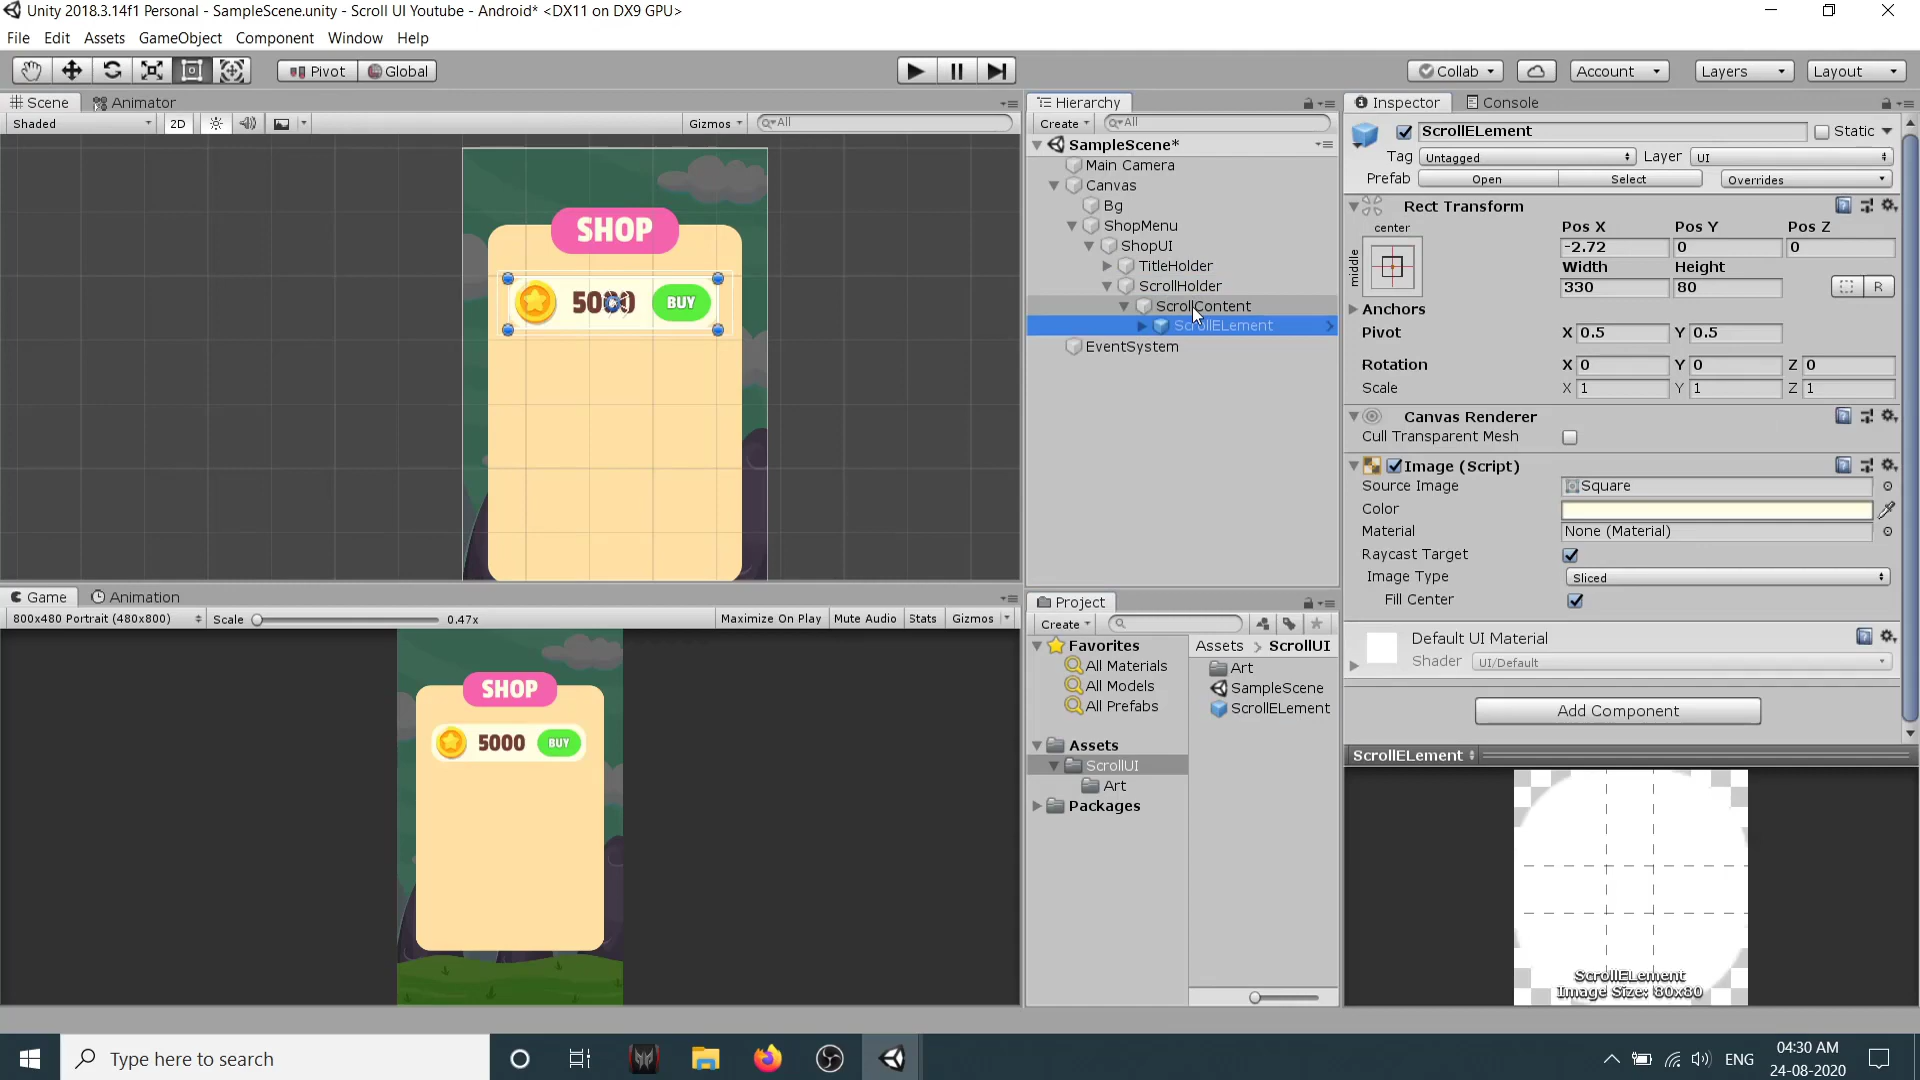 Unity 2018.3.14f1 Personal - SampleScene.unity - Scroll UI Youtube - Android* <DX11 on DX9 GPU>
File Edit Assets GameObject Component Window Help
Pivot Global Collab Account Layers Layout
Scene Animator
Shaded 2D Gizmos All
SHOP
5000 BUY
Game Animation
800x480 Portrait (480x800) Scale 0.47x Maximize On Play Mute Audio Stats Gizmos
SHOP
5000 BUY
Hierarchy
Create All
SampleScene*
Main Camera
Canvas
Bg
ShopMenu
ShopUI
TitleHolder
ScrollHolder
ScrollContent
ScrollELement
EventSystem
Project
Create
Favorites
All Materials
All Models
All Prefabs
Assets
ScrollUI
Art
Packages
Assets > ScrollUI
Art
SampleScene
ScrollELement
Inspector Console
ScrollELement Static
Tag Untagged Layer UI
Prefab Open Select Overrides
Rect Transform
center
middle
Pos X Pos Y Pos Z
-2.72 0 0
Width Height
330 80 R
Anchors
Pivot X 0.5 Y 0.5
Rotation X 0 Y 0 Z 0
Scale X 1 Y 1 Z 1
Canvas Renderer
Cull Transparent Mesh
Image (Script)
Source Image Square
Color
Material None (Material)
Raycast Target
Image Type Sliced
Fill Center
Default UI Material
Shader UI/Default
Add Component
ScrollELement
ScrollELement
Image Size: 80x80
Type here to search
ENG
04:30 AM
24-08-2020